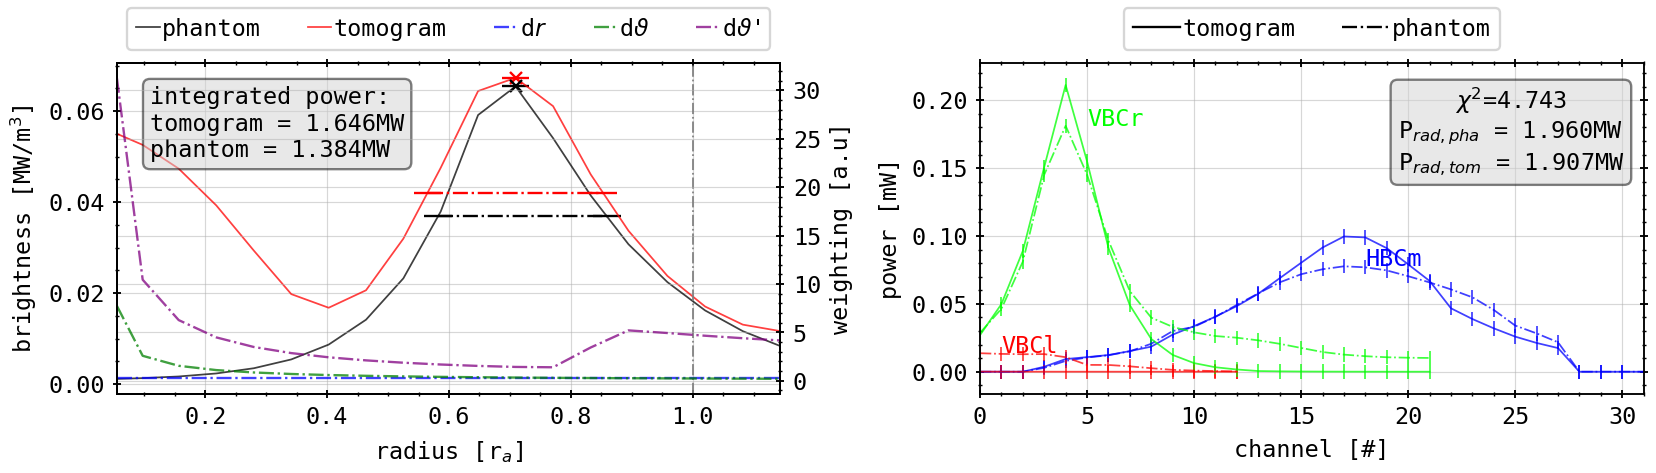 phantom tomogram dr dϑ dϑ'
integrated power:
tomogram = 1.646MW
phantom = 1.384MW
brightness [MW/m³]
0.06
0.04
0.02
0.00
30
25
20
15
10
5
0
weighting [a.u]
0.2 0.4 0.6 0.8 1.0
radius [rₐ]
tomogram phantom
χ²=4.743
P_rad,pha = 1.960MW
P_rad,tom = 1.907MW
VBCr
HBCm
VBCl
power [mW]
0.20
0.15
0.10
0.05
0.00
0 5 10 15 20 25 30
channel [#]